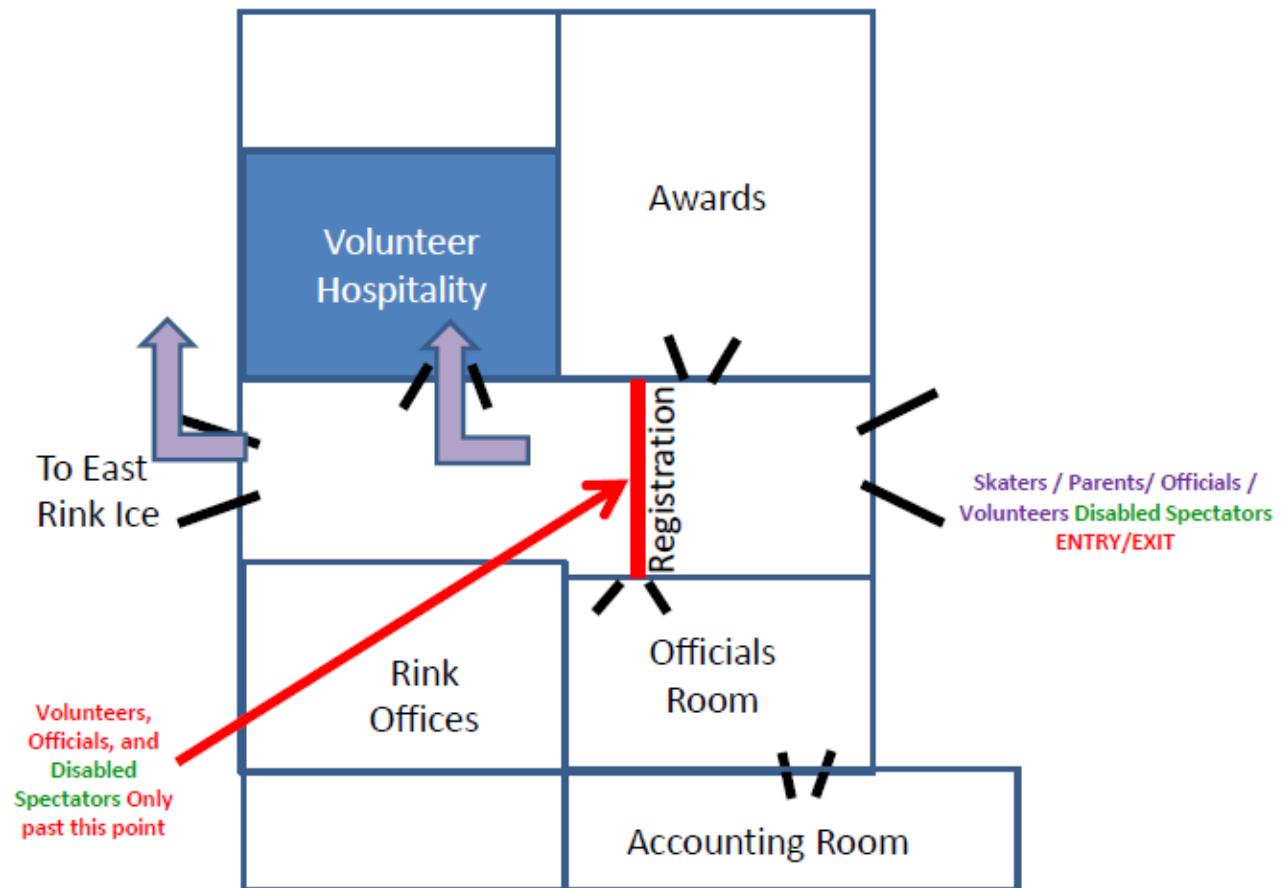 Awards
Volunteer
Hospitality
Registration
To East
Rink Ice
Skaters / Parents/ Officials /
Volunteers Disabled Spectators
ENTRY/EXIT
Officials
Room
Rink
Offices
Volunteers,
Officials, and
Disabled
Spectators Only
past this point
Accounting Room